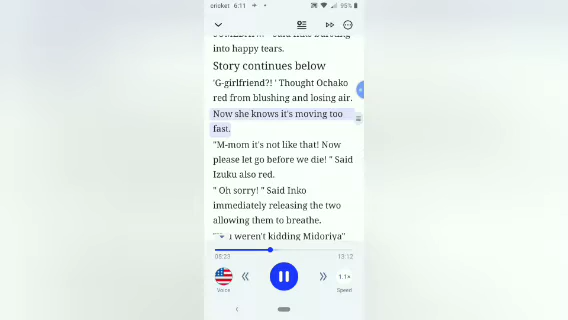 cricket 6:11
95%
into happy tears.
Story continues below
'G-girlfriend?! ' Thought Ochako
red from blushing and losing air.
Now she knows it's moving too
fast.
"M-mom it's not like that! Now
please let go before we die! " Said
Izuku also red.
" Oh sorry! " Said Inko
immediately releasing the two
allowing them to breathe.
I weren't kidding Midoriya"
09:23 13:12
1.1×
Voice Speed